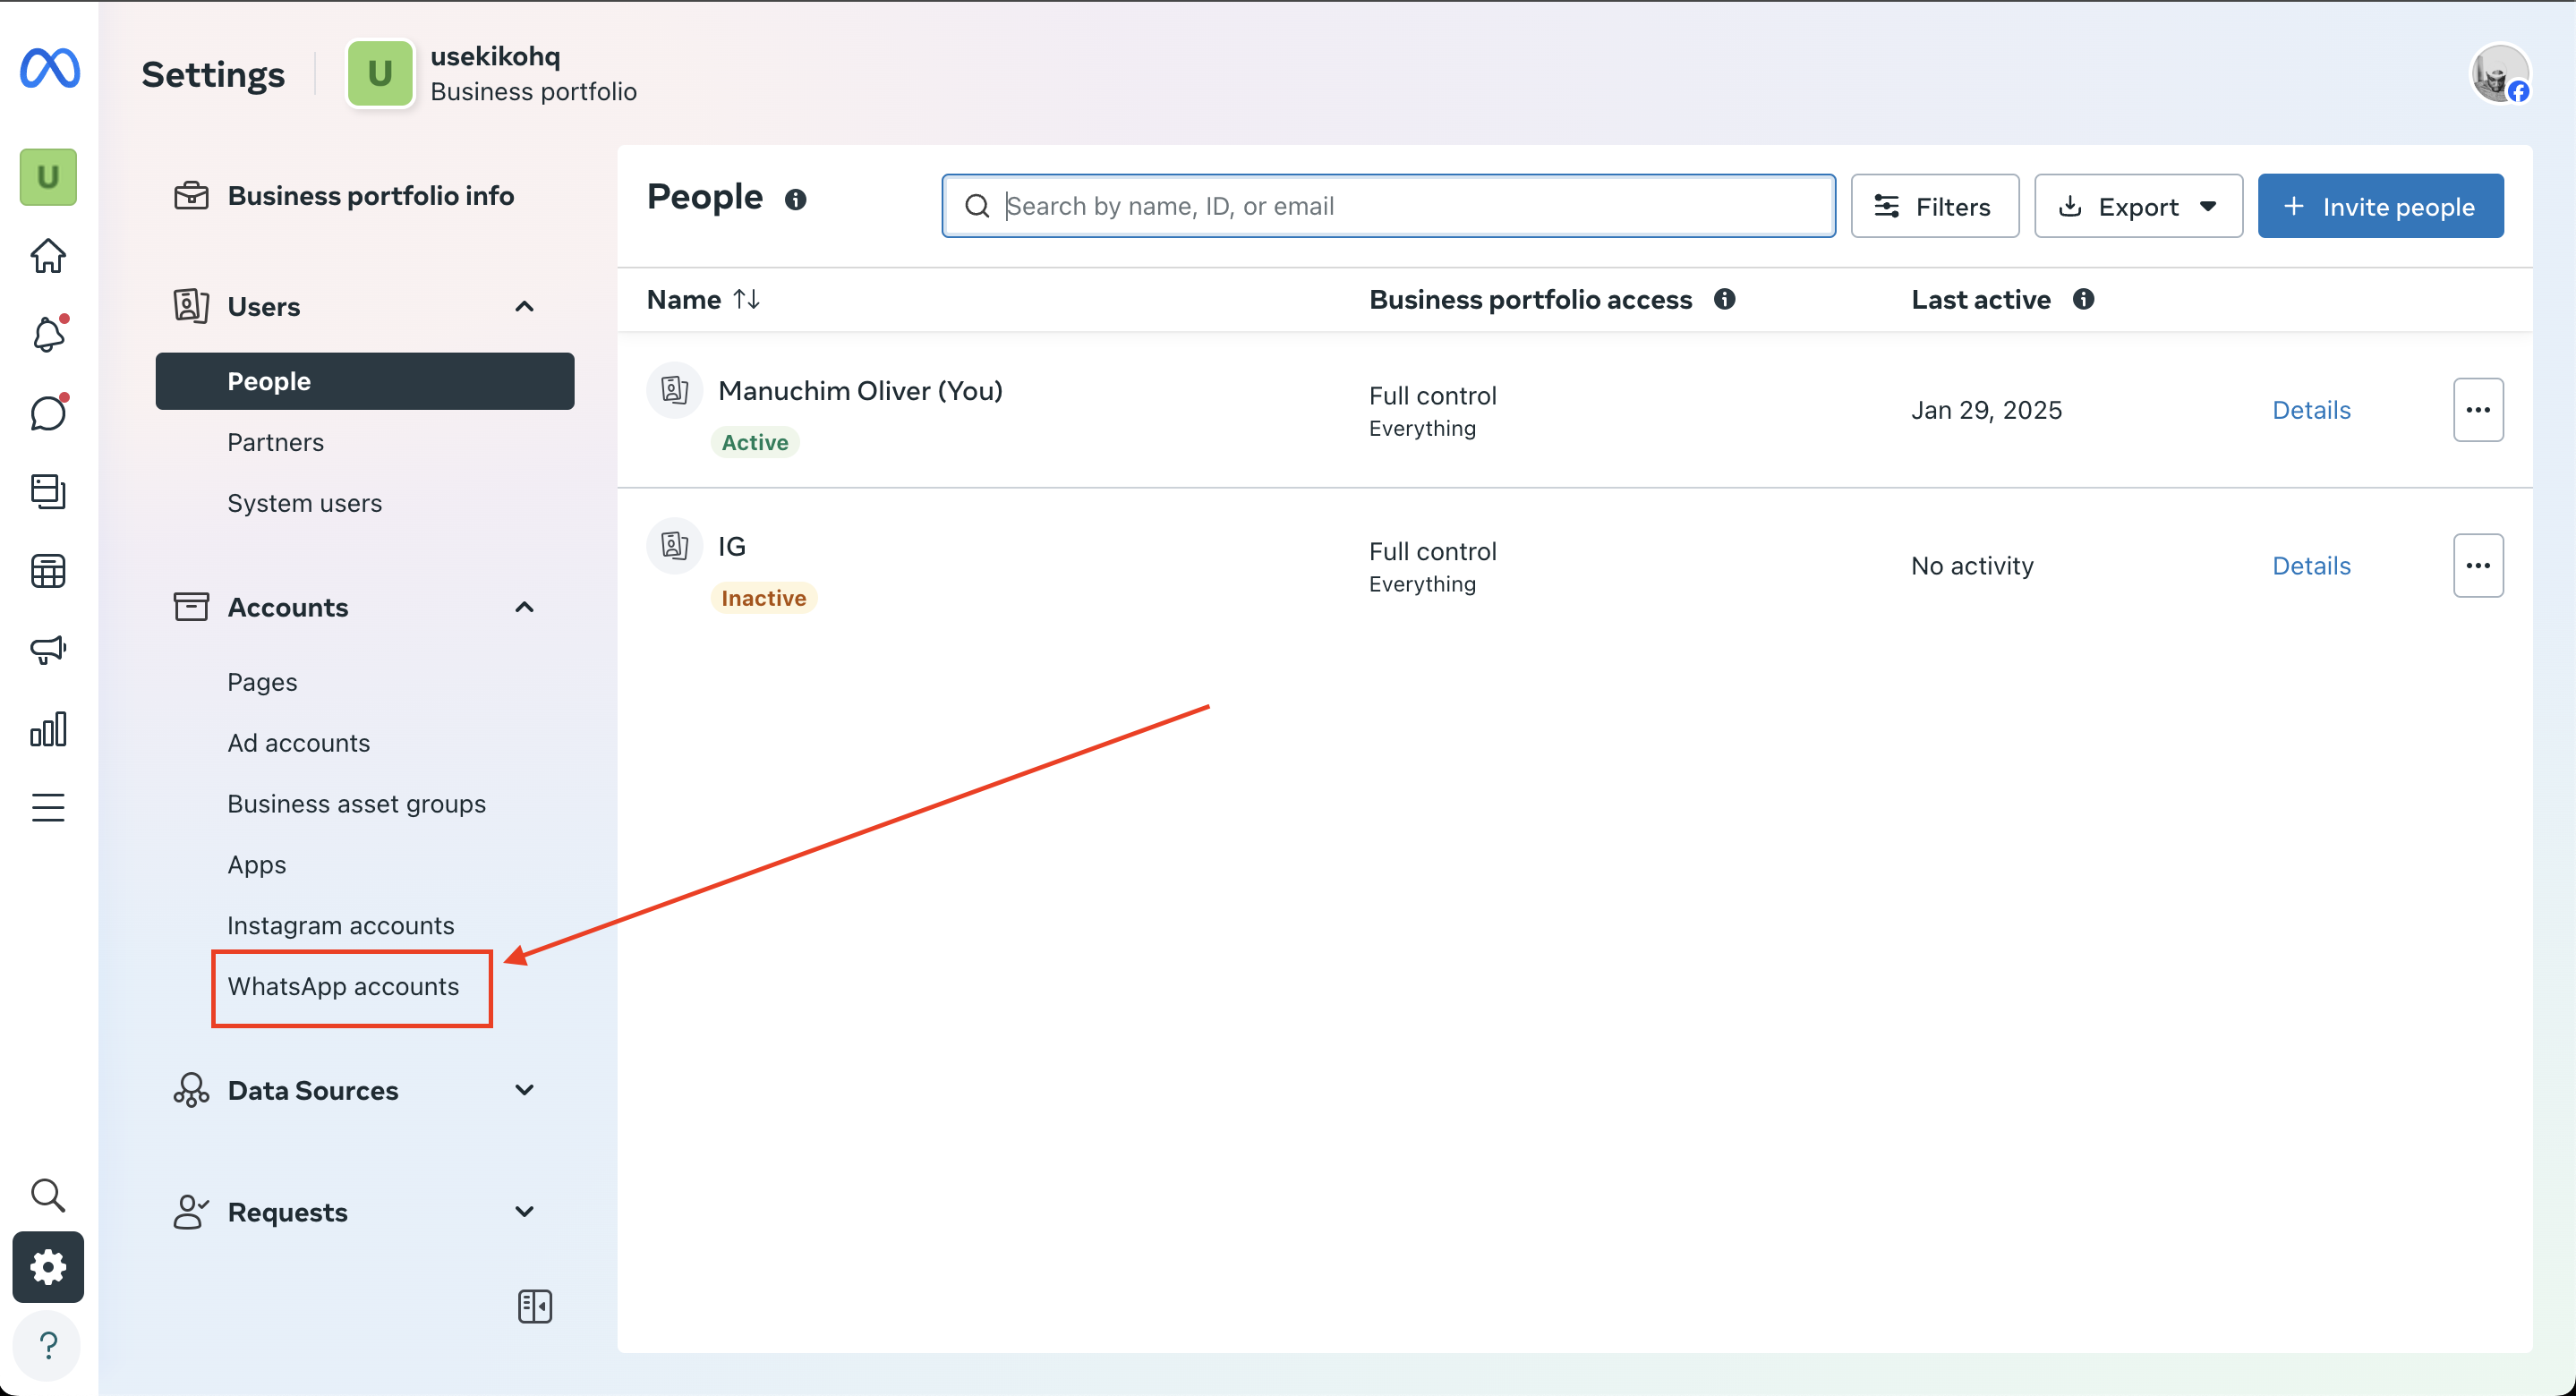 Settings
U
usekikohq
Business portfolio
U
Business portfolio info
Users
People
Partners
System users
Accounts
Pages
Ad accounts
Business asset groups
Apps
Instagram accounts
WhatsApp accounts
Data Sources
Requests
?
People
Search by name, ID, or email
Filters
Export
+ Invite people
Name
Business portfolio access
Last active
Manuchim Oliver (You)
Active
Full control
Everything
Jan 29, 2025
Details
IG
Inactive
Full control
Everything
No activity
Details